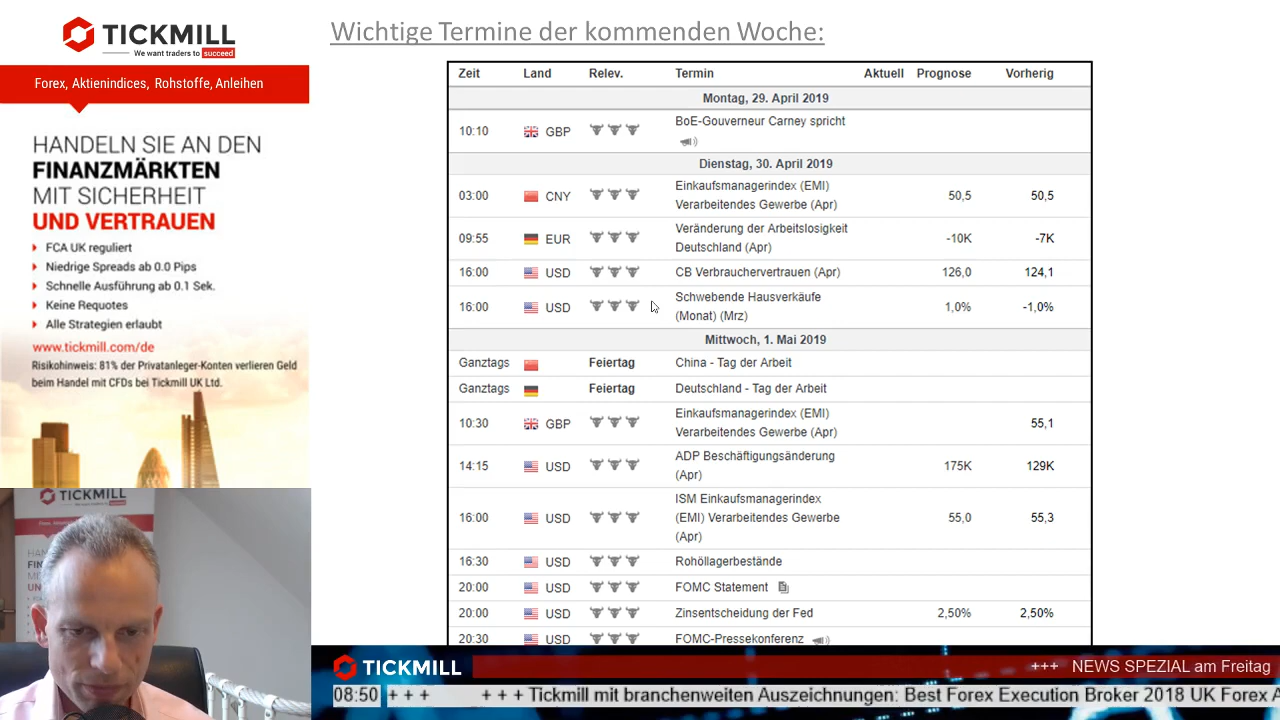 TICKMILL
We want traders to succeed
Forex, Aktienindices, Rohstoffe, Anleihen
HANDELN SIE AN DEN
FINANZMÄRKTEN
MIT SICHERHEIT
UND VERTRAUEN
FCA UK reguliert
Niedrige Spreads ab 0.0 Pips
Schnelle Ausführung ab 0.1 Sek.
Keine Requotes
Alle Strategien erlaubt
www.tickmill.com/de
Risikohinweis: 81% der Privatanleger-Konten verlieren Geld
beim Handel mit CFDs bei Tickmill UK Ltd.
TICKMILL
Wichtige Termine der kommenden Woche:
Zeit Land Relev. Termin Aktuell Prognose Vorherig
Montag, 29. April 2019
10:10 GBP BoE-Gouverneur Carney spricht
Dienstag, 30. April 2019
03:00 CNY Einkaufsmanagerindex (EMI) 50,5 50,5
Verarbeitendes Gewerbe (Apr)
09:55 EUR Veränderung der Arbeitslosigkeit -10K -7K
Deutschland (Apr)
16:00 USD CB Verbrauchervertrauen (Apr) 126,0 124,1
16:00 USD Schwebende Hausverkäufe 1,0% -1,0%
(Monat) (Mrz)
Mittwoch, 1. Mai 2019
Ganztags Feiertag China - Tag der Arbeit
Ganztags Feiertag Deutschland - Tag der Arbeit
10:30 GBP Einkaufsmanagerindex (EMI) 55,1
Verarbeitendes Gewerbe (Apr)
14:15 USD ADP Beschäftigungsänderung 175K 129K
(Apr)
16:00 USD ISM Einkaufsmanagerindex 55,0 55,3
(EMI) Verarbeitendes Gewerbe
(Apr)
16:30 USD Rohöllagerbestände
20:00 USD FOMC Statement
20:00 USD Zinsentscheidung der Fed 2,50% 2,50%
20:30 USD FOMC-Pressekonferenz
TICKMILL +++ NEWS SPEZIAL am Freitag
08:50 + + + + + + Tickmill mit branchenweiten Auszeichnungen: Best Forex Execution Broker 2018 UK Forex A